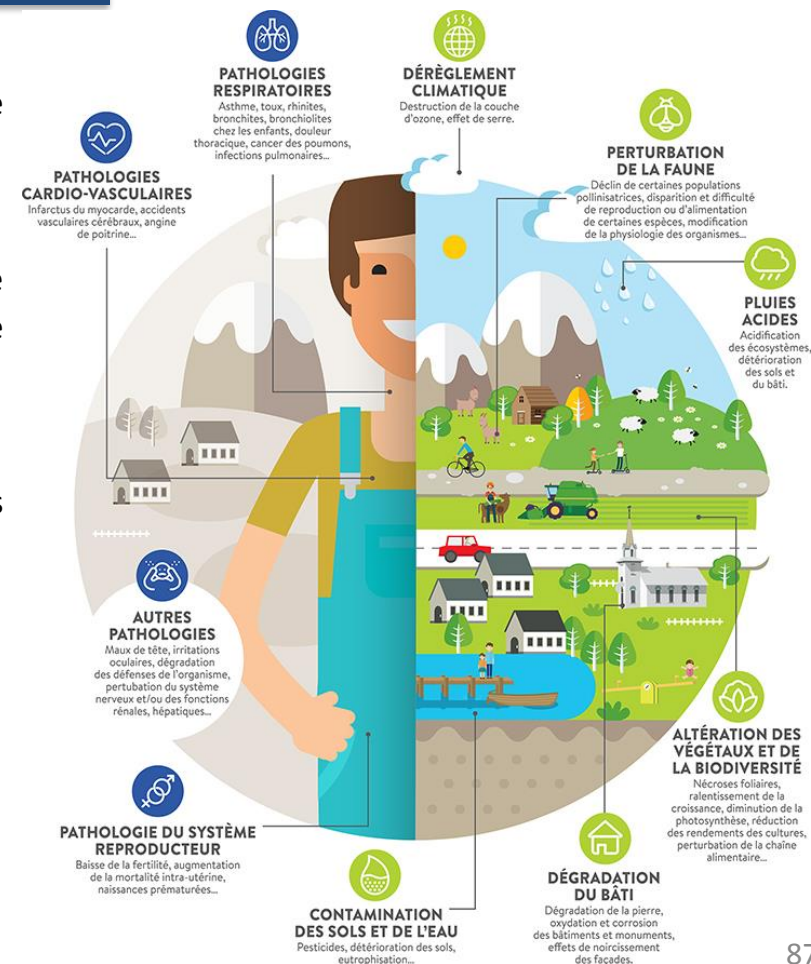 PATHOLOGIES
RESPIRATOIRES
Asthme, toux, rhinites,
bronchites, bronchiolites
chez les enfants, douleur
thoracique, cancer des poumons,
infections pulmonaires...
DÉRÈGLEMENT
CLIMATIQUE
Destruction de la couche
d'ozone, effet de serre.
PATHOLOGIES
CARDIO-VASCULAIRES
Infarctus du myocarde, accidents
vasculaires cérébraux, angine
de poitrine...
PERTURBATION
DE LA FAUNE
Déclin de certaines populations
pollinisatrices, disparition et difficulté
de reproduction ou d'alimentation
de certaines espèces, modification
de la physiologie des organismes...
PLUIES
ACIDES
Acidification
des écosystèmes,
détérioration
des sols et
du bâti.
AUTRES
PATHOLOGIES
Maux de tête, irritations
oculaires, dégradation
des défenses de l'organisme,
pertubation du système
nerveux et/ou des fonctions
rénales, hépatiques...
ALTÉRATION DES
VÉGÉTAUX ET DE
LA BIODIVERSITÉ
Nécroses foliaires,
ralentissement de la
croissance, diminution de la
photosynthèse, réduction
des rendements des cultures,
perturbation de la chaîne
alimentaire...
PATHOLOGIE DU SYSTÈME
REPRODUCTEUR
Baisse de la fertilité, augmentation
de la mortalité intra-utérine,
naissances prématurées...
CONTAMINATION
DES SOLS ET DE L'EAU
Pesticides, détérioration des sols,
eutrophisation...
DÉGRADATION
DU BÂTI
Dégradation de la pierre,
oxydation et corrosion
des bâtiments et monuments,
effets de noircissement
des façades.
87